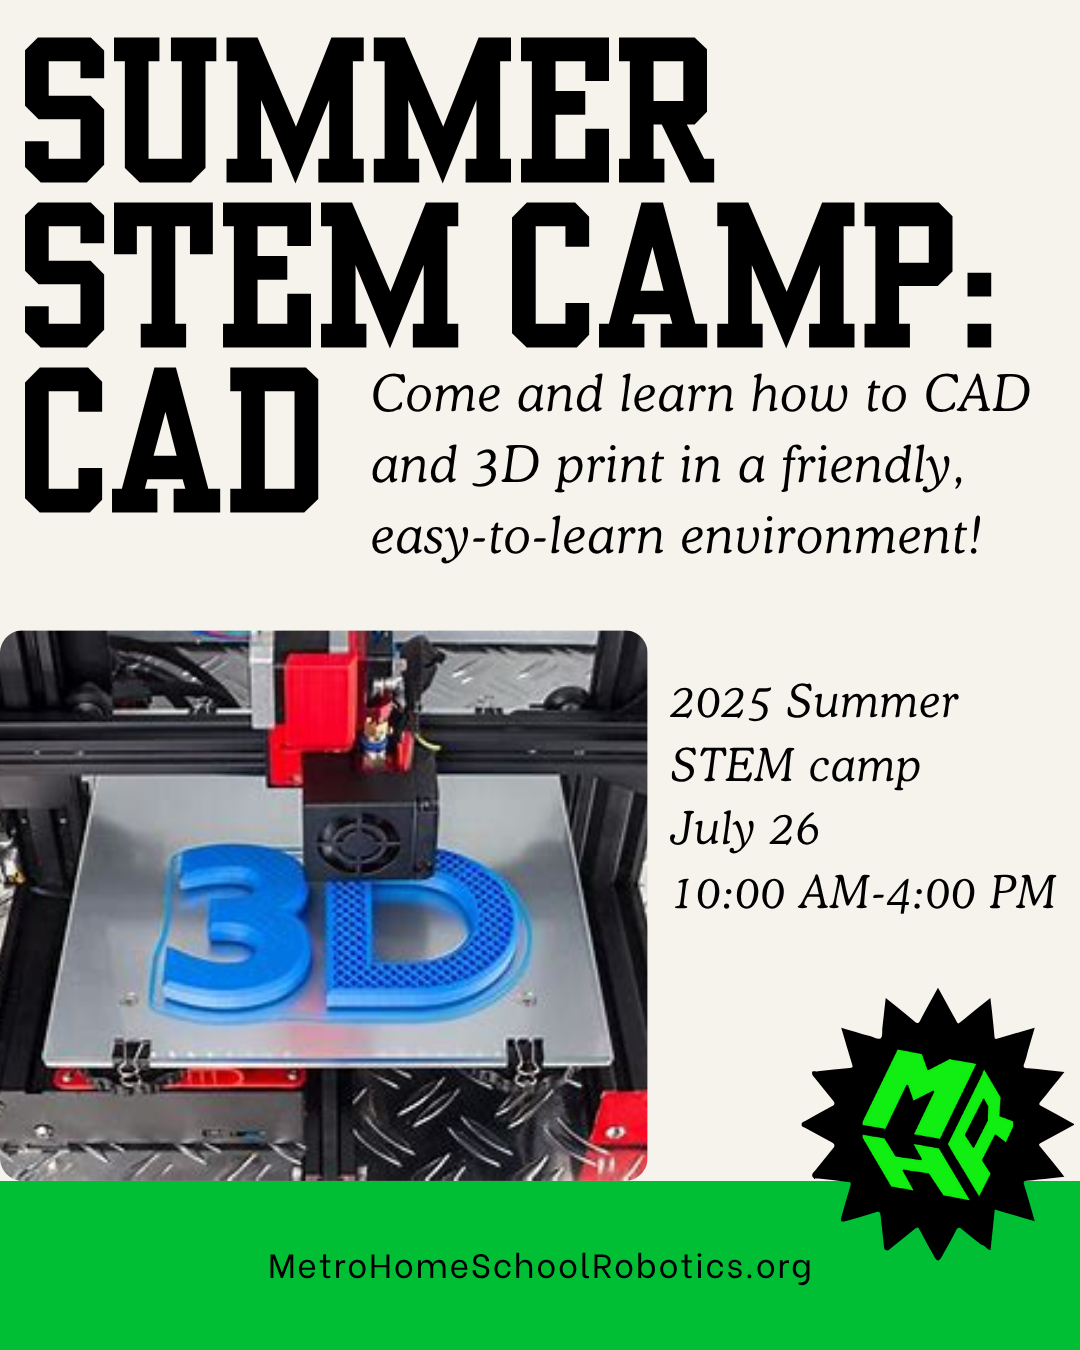 SUMMER
STEM CAMP:
CAD
Come and learn how to CAD
and 3D print in a friendly,
easy-to-learn environment!
2025 Summer
STEM camp
July 26
10:00 AM-4:00 PM
3D
MHR
MetroHomeSchoolRobotics.org